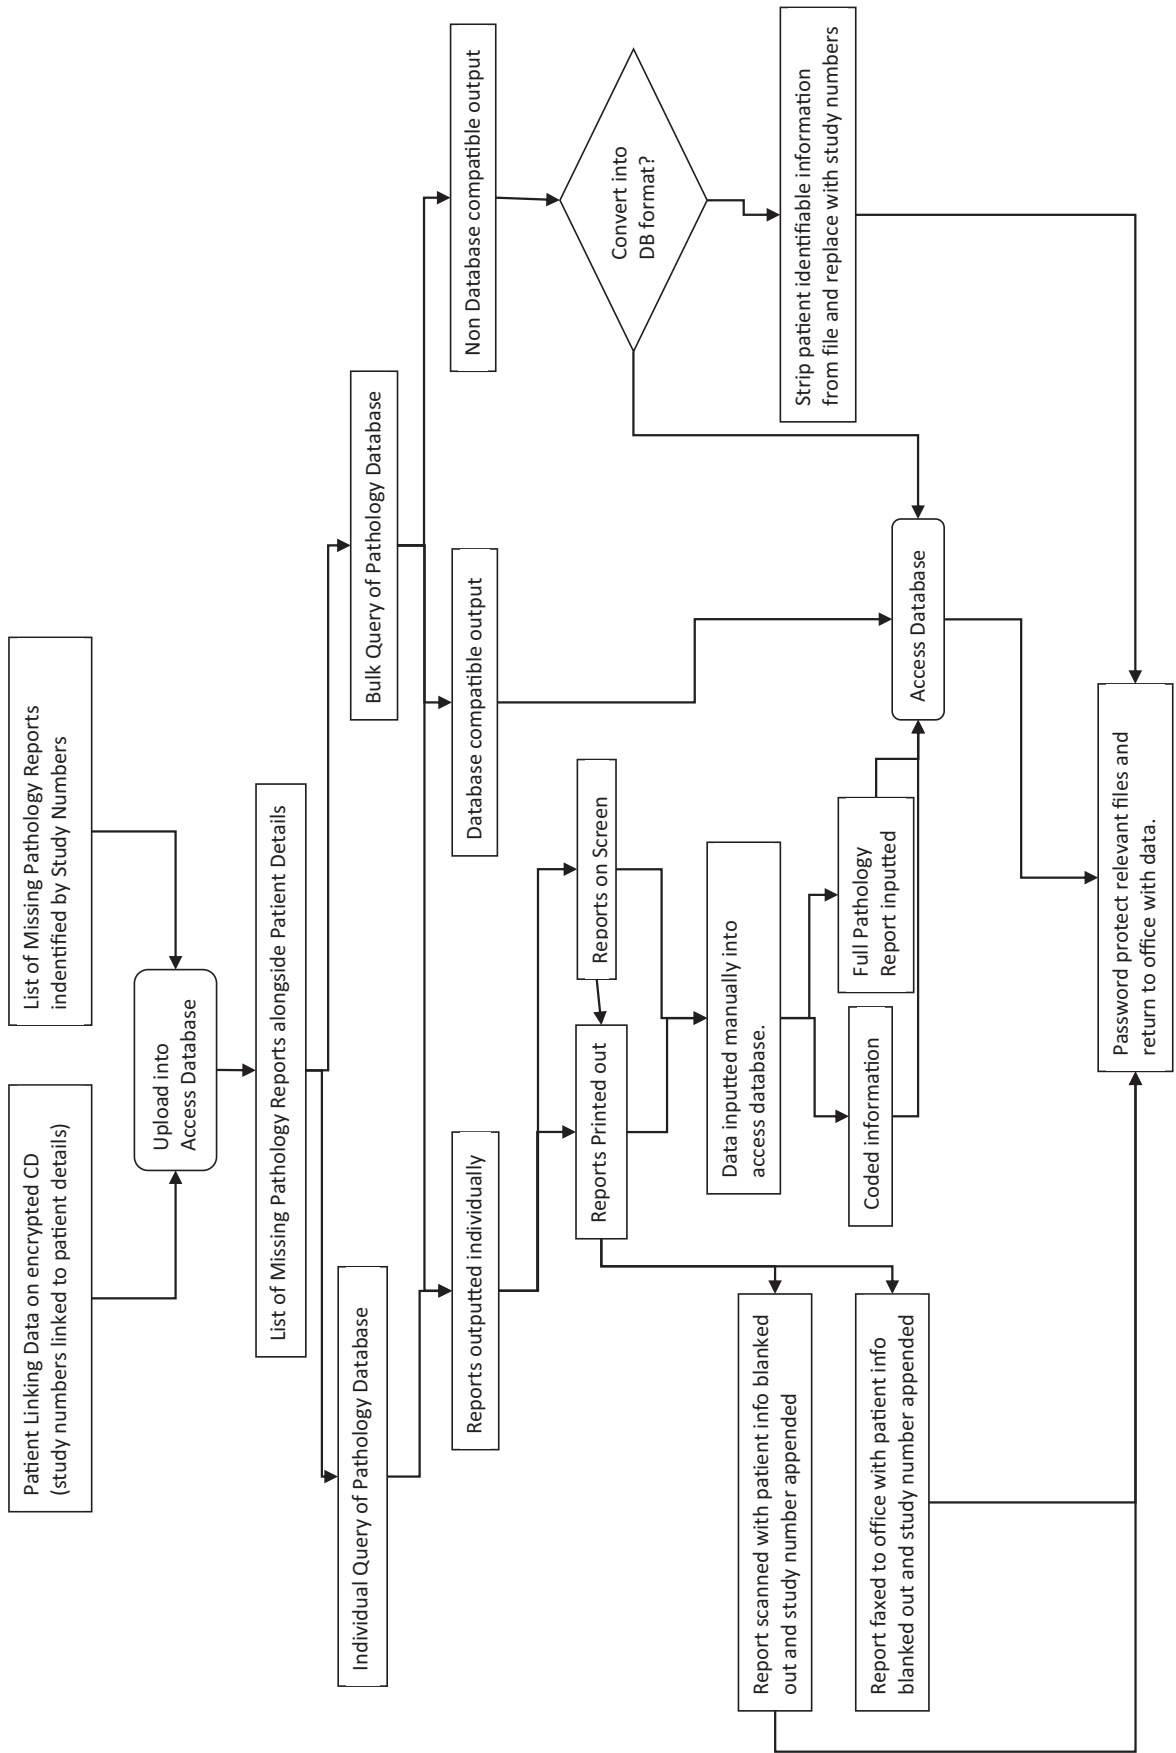 Patient Linking Data on encrypted CD
(study numbers linked to patient details)
List of Missing Pathology Reports
indentified by Study Numbers
Upload into
Access Database
List of Missing Pathology Reports alongside Patient Details
Individual Query of Pathology Database
Bulk Query of Pathology Database
Reports outputted individually
Database compatible output
Non Database compatible output
Reports Printed out
Reports on Screen
Convert into
DB format?
Report scanned with patient info blanked
out and study number appended
Data inputted manually into
access database.
Strip patient identifiable information
from file and replace with study numbers
Report faxed to office with patient info
blanked out and study number appended
Coded information
Full Pathology
Report inputted
Access Database
Password protect relevant files and
return to office with data.